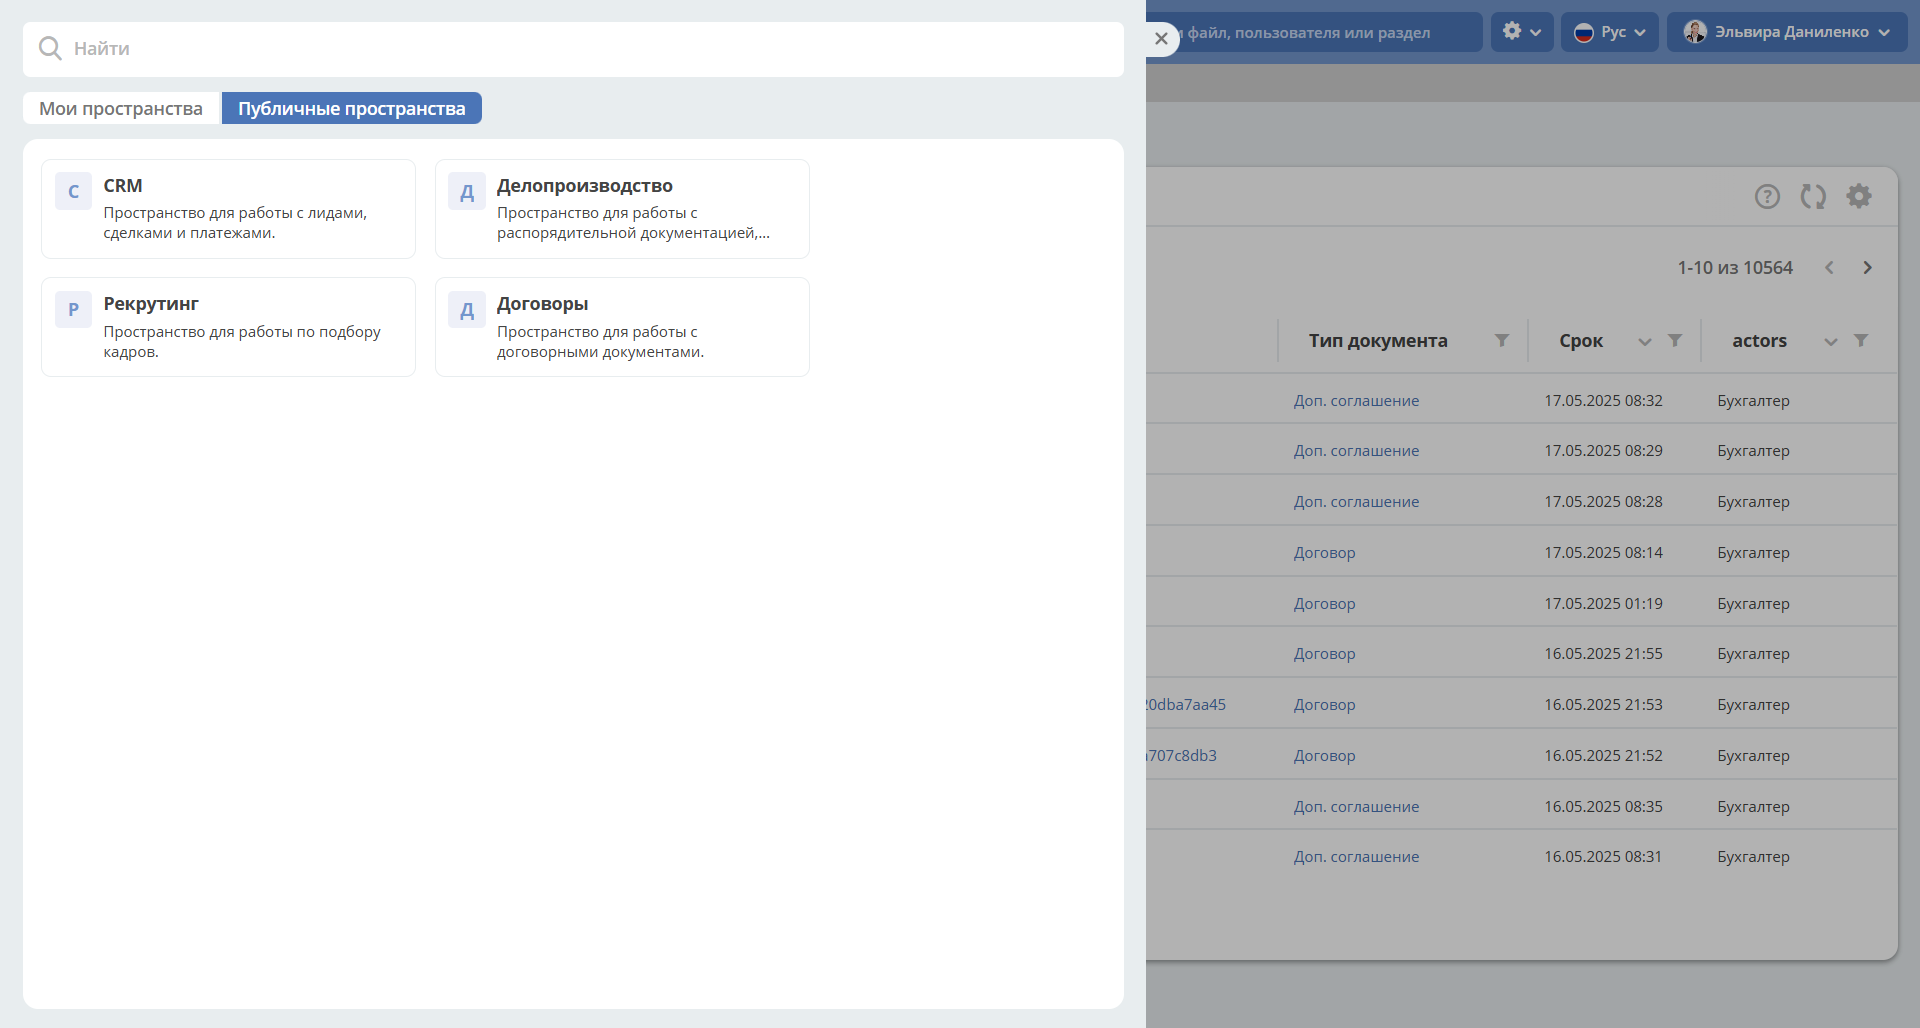 Найти
Мои пространства
Публичные пространства
С
CRM
Пространство для работы с лидами,
сделками и платежами.
Д
Делопроизводство
Пространство для работы с
распорядительной документацией,...
Р
Рекрутинг
Пространство для работы по подбору
кадров.
Д
Договоры
Пространство для работы с
договорными документами.
файл, пользователя или раздел
Рус
Эльвира Даниленко
1-10 из 10564
Тип документа Срок actors
Доп. соглашение 17.05.2025 08:32 Бухгалтер
Доп. соглашение 17.05.2025 08:29 Бухгалтер
Доп. соглашение 17.05.2025 08:28 Бухгалтер
Договор 17.05.2025 08:14 Бухгалтер
Договор 17.05.2025 01:19 Бухгалтер
Договор 16.05.2025 21:55 Бухгалтер
20dba7aa45 Договор 16.05.2025 21:53 Бухгалтер
707c8db3 Договор 16.05.2025 21:52 Бухгалтер
Доп. соглашение 16.05.2025 08:35 Бухгалтер
Доп. соглашение 16.05.2025 08:31 Бухгалтер